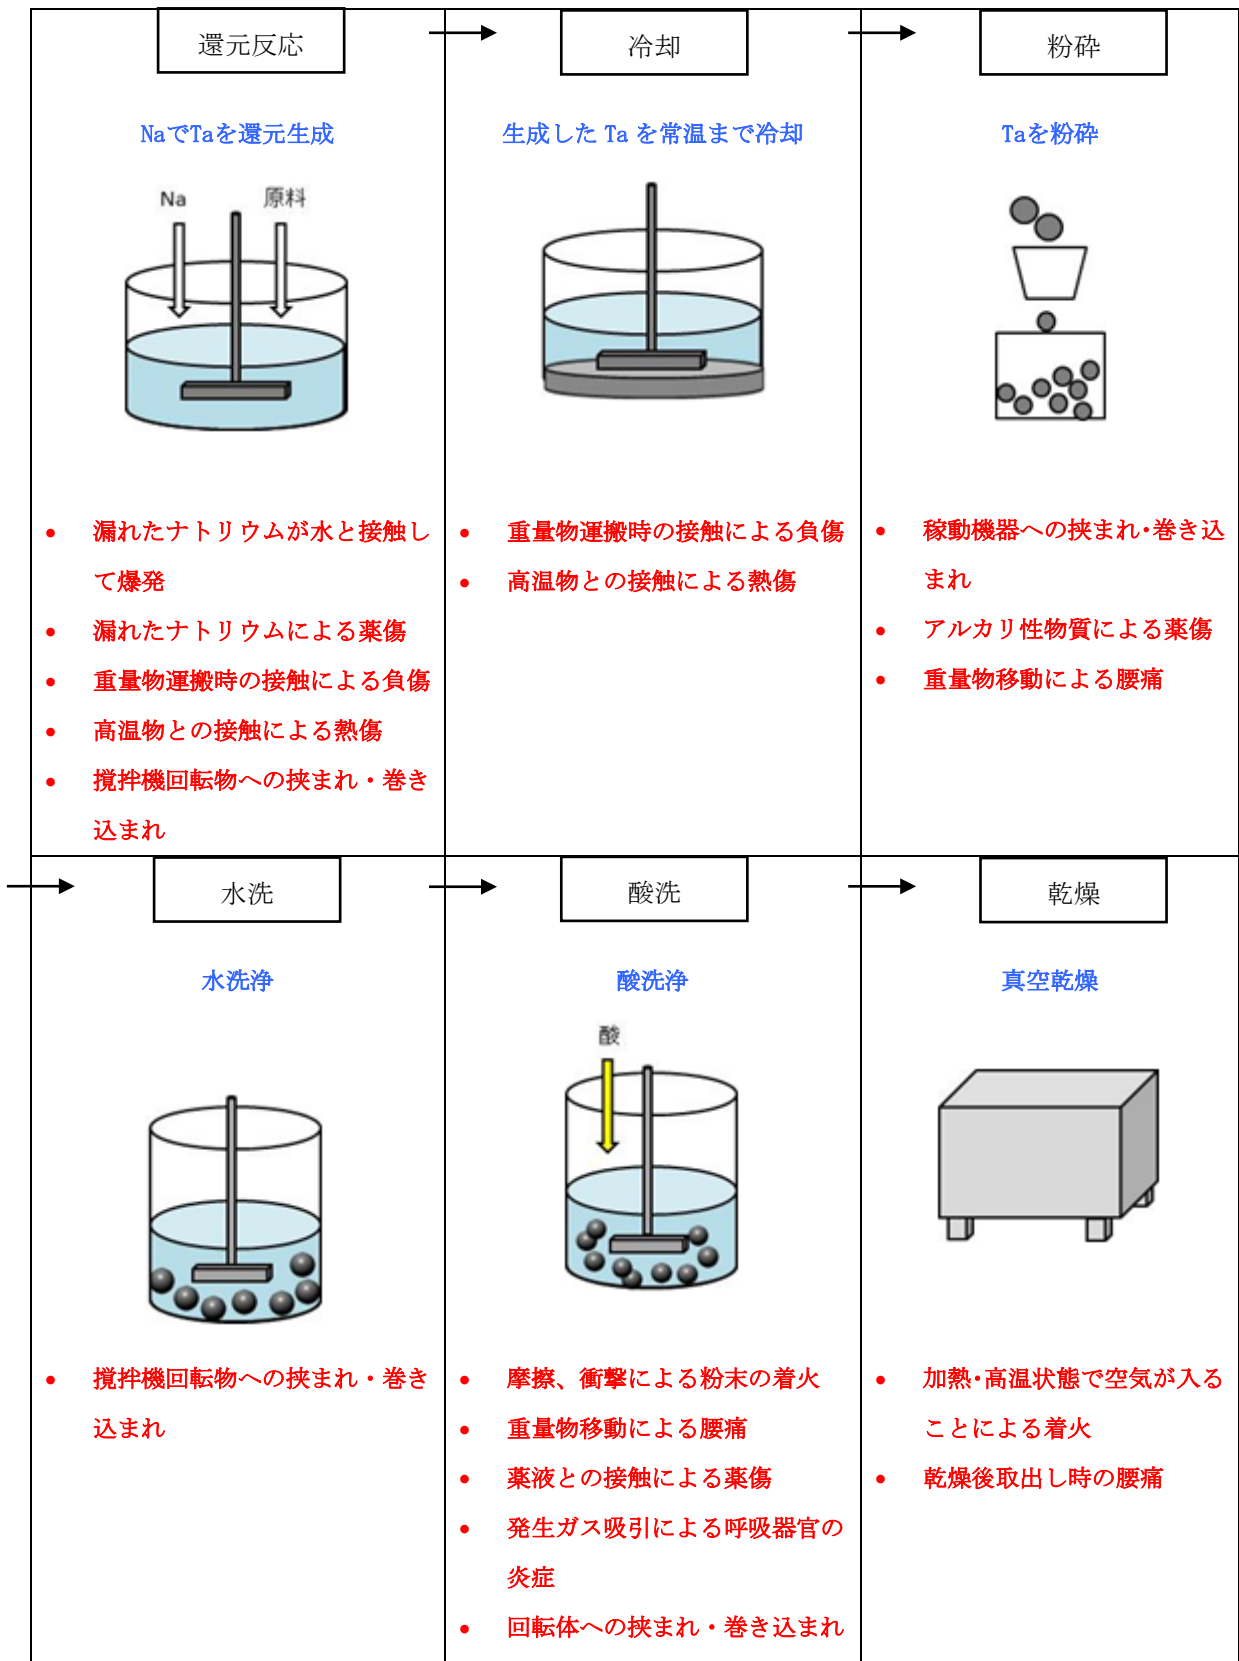 還元反応
NaでTaを還元生成
Na
原料
• 漏れたナトリウムが水と接触し
て爆発
• 漏れたナトリウムによる薬傷
• 重量物運搬時の接触による負傷
• 高温物との接触による熱傷
• 撹拌機回転物への挟まれ・巻き
込まれ
冷却
生成した Ta を常温まで冷却
• 重量物運搬時の接触による負傷
• 高温物との接触による熱傷
粉砕
Taを粉砕
• 稼動機器への挟まれ・巻き込
まれ
• アルカリ性物質による薬傷
• 重量物移動による腰痛
水洗
水洗浄
• 撹拌機回転物への挟まれ・巻き
込まれ
酸洗
酸洗浄
酸
• 摩擦、衝撃による粉末の着火
• 重量物移動による腰痛
• 薬液との接触による薬傷
• 発生ガス吸引による呼吸器官の
炎症
• 回転体への挟まれ・巻き込まれ
乾燥
真空乾燥
• 加熱・高温状態で空気が入る
ことによる着火
• 乾燥後取出し時の腰痛